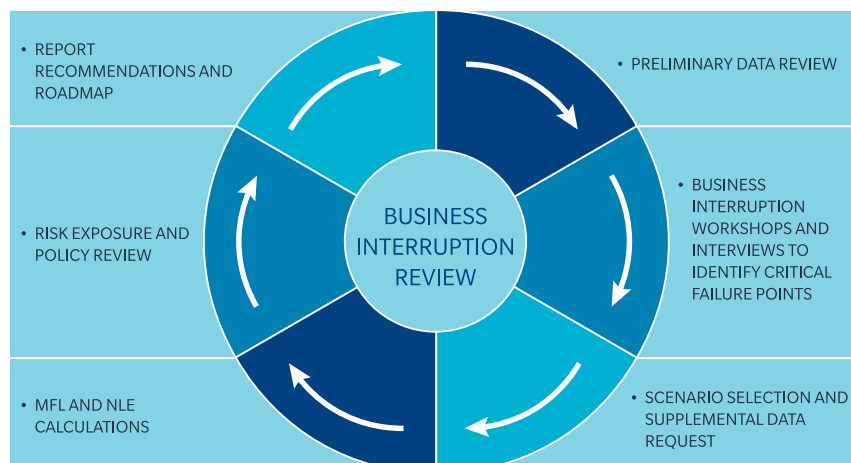 • REPORT
RECOMMENDATIONS AND
ROADMAP
• PRELIMINARY DATA REVIEW
BUSINESS
INTERRUPTION
REVIEW
• RISK EXPOSURE AND
POLICY REVIEW
• BUSINESS
INTERRUPTION
WORKSHOPS AND
INTERVIEWS TO
IDENTIFY CRITICAL
FAILURE POINTS
• MFL AND NLE
CALCULATIONS
• SCENARIO SELECTION AND
SUPPLEMENTAL DATA
REQUEST